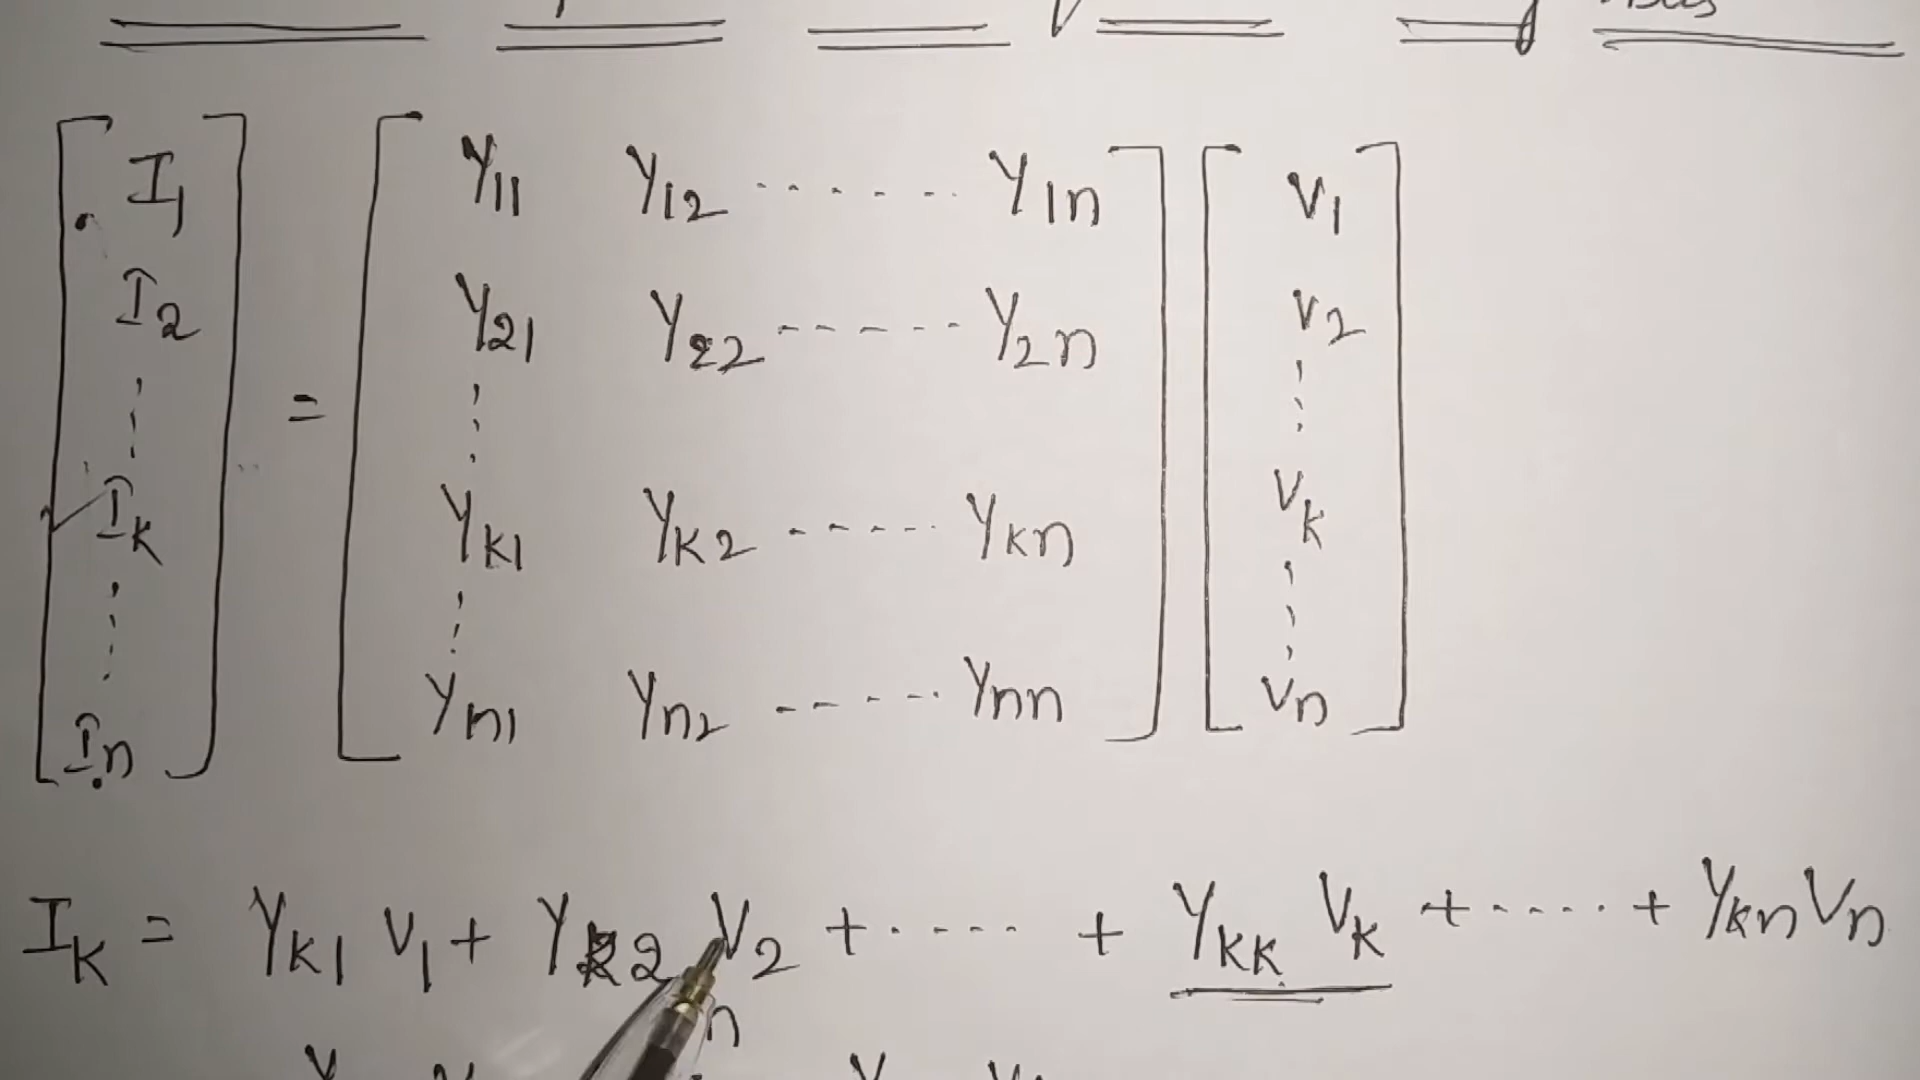 Bus
I1 = Y11 Y12 ....... Y1n V1
I2 Y21 Y22 ------ Y2n V2
Ik Yk1 Yk2 ------ Ykn Vk
In Yn1 Yn2 ------ Ynn Vn
Ik = Yk1 V1 + Yk2 V2 + ..... + Ykk Vk + ..... + Ykn Vn
n